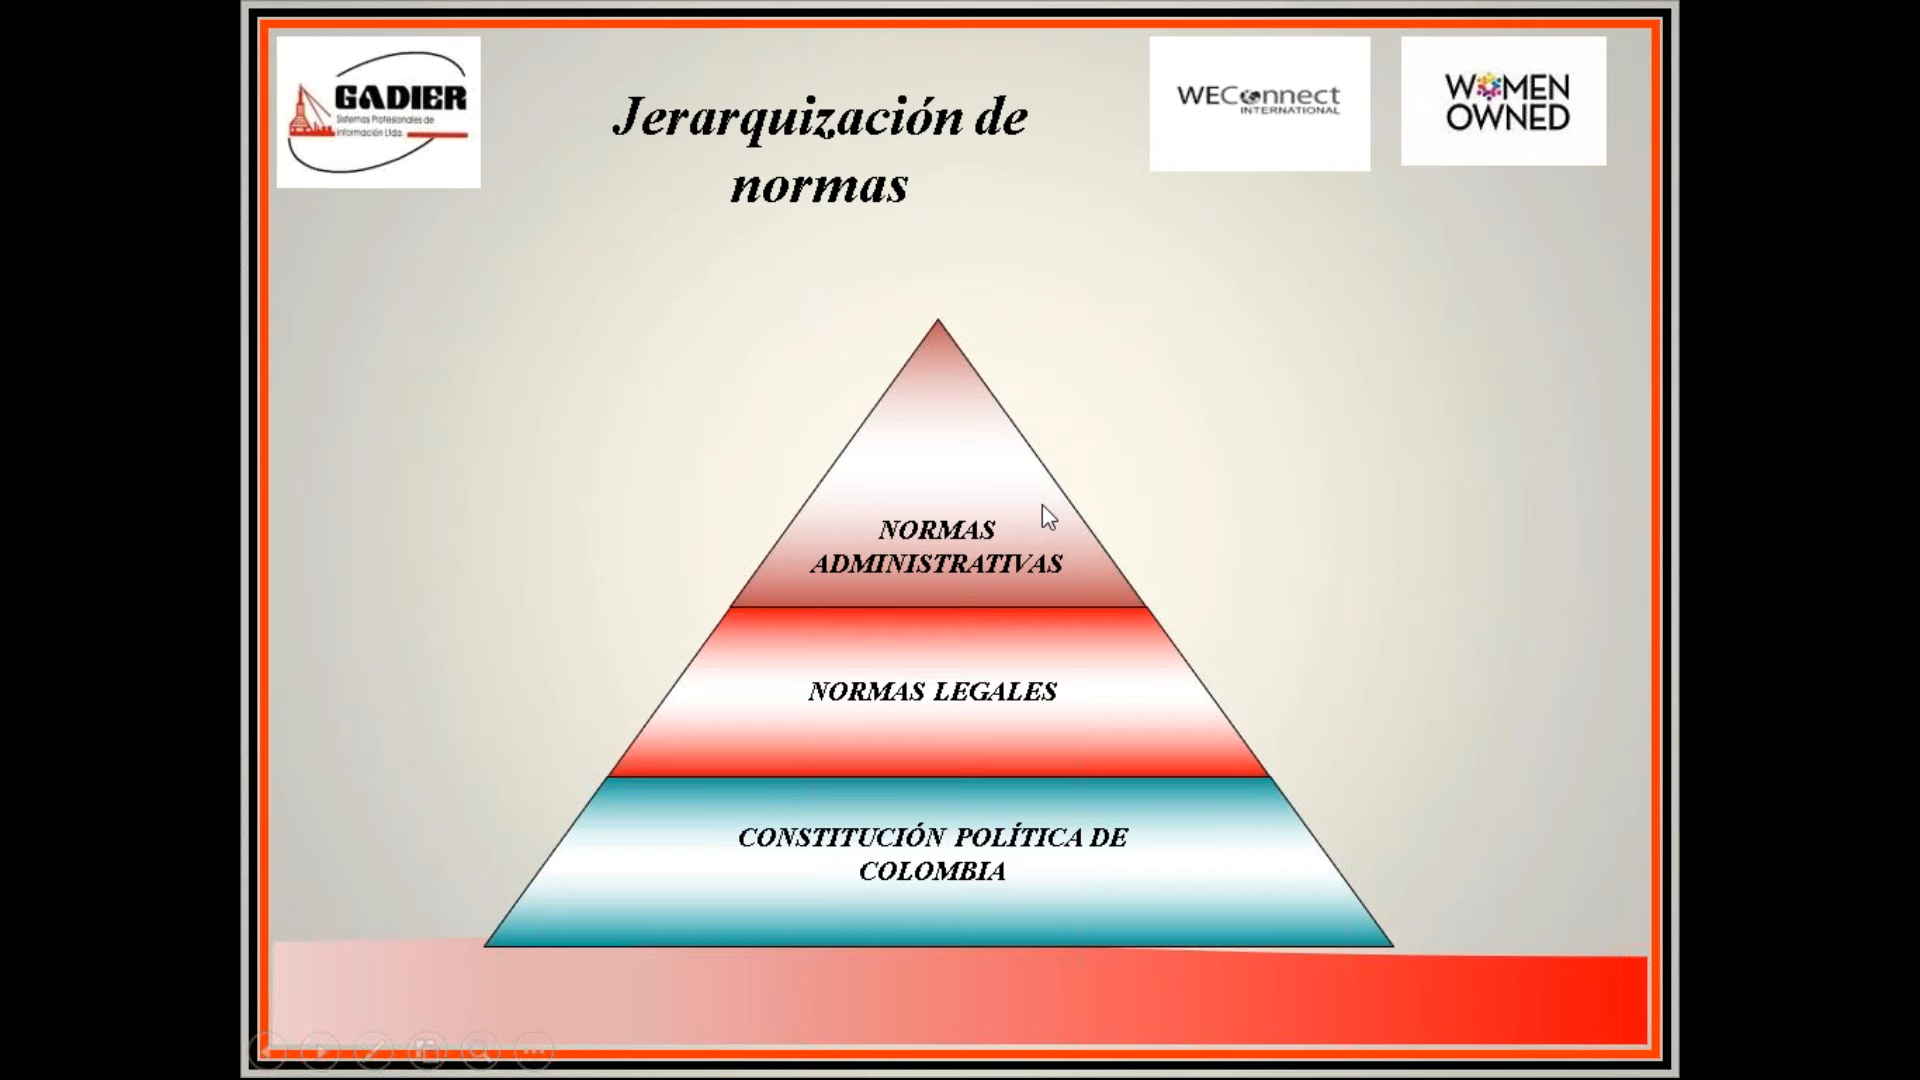 GADIER
Sistemas Profesionales de
Información Ltda.
Jerarquización de
normas
WEConnect
INTERNATIONAL
WOMEN
OWNED
NORMAS
ADMINISTRATIVAS
NORMAS LEGALES
CONSTITUCIÓN POLÍTICA DE
COLOMBIA